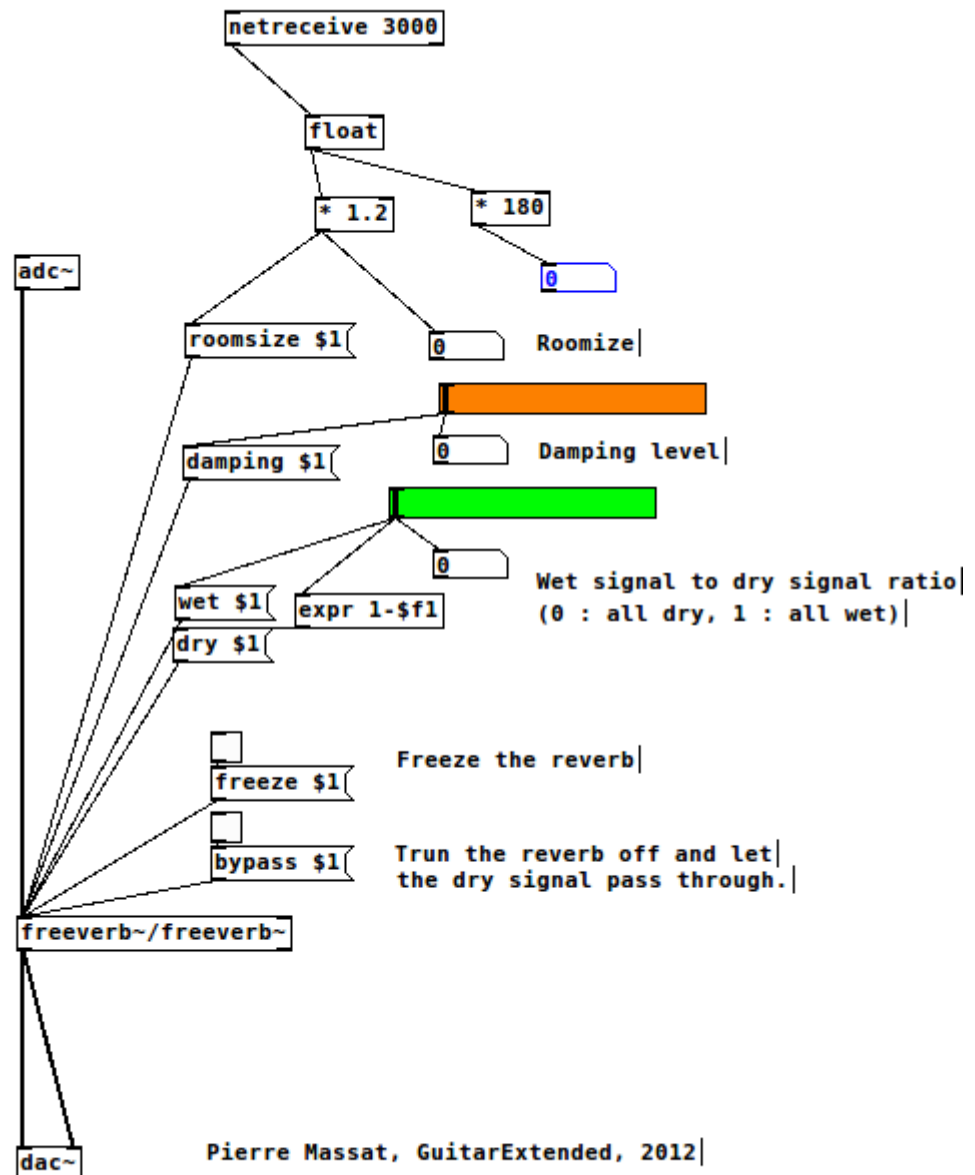 netreceive 3000
float
* 1.2
* 180
adc~
0
roomsize $1
0
Roomize
damping $1
0
Damping level
0
wet $1
expr 1-$f1
Wet signal to dry signal ratio
(0 : all dry, 1 : all wet)
dry $1
Freeze the reverb
freeze $1
bypass $1
Trun the reverb off and let
the dry signal pass through.
freeverb~/freeverb~
dac~
Pierre Massat, GuitarExtended, 2012